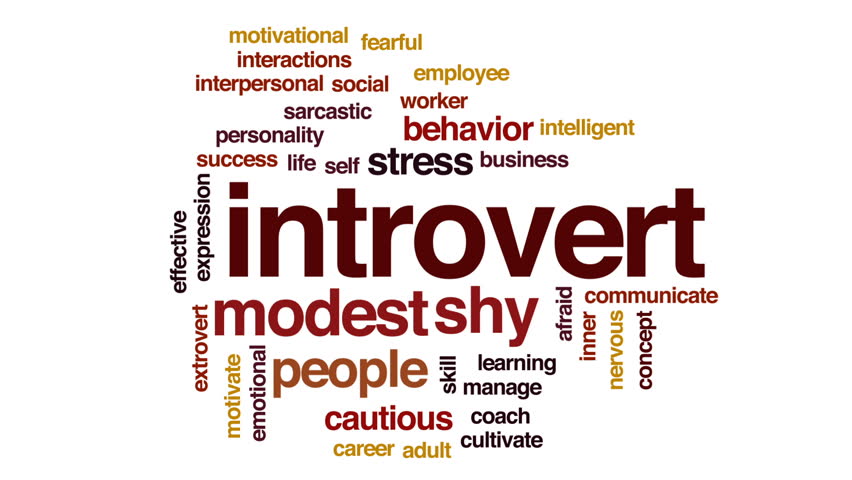 motivational
fearful
interactions
employee
interpersonal
social
worker
sarcastic
behavior
intelligent
personality
success
life
self
stress
business
introvert
effective
expression
modest
shy
afraid
communicate
extrovert
inner
nervous
concept
motivate
emotional
people
skill
learning
manage
cautious
coach
cultivate
career
adult